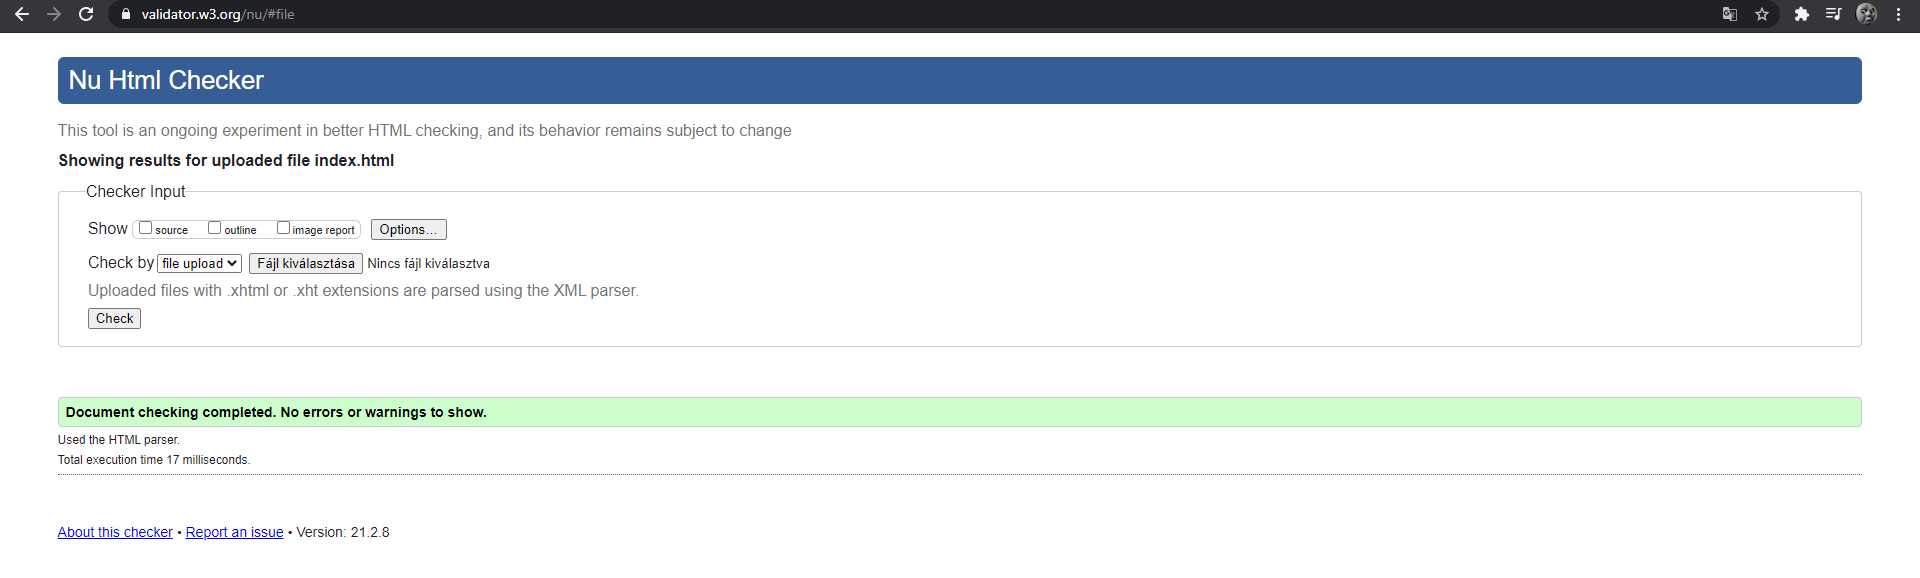 validator.w3.org/nu/#file
Nu Html Checker
This tool is an ongoing experiment in better HTML checking, and its behavior remains subject to change
Showing results for uploaded file index.html
Checker Input
Show source outline image report Options...
Check by file upload Fájl kiválasztása Nincs fájl kiválasztva
Uploaded files with .xhtml or .xht extensions are parsed using the XML parser.
Check
Document checking completed. No errors or warnings to show.
Used the HTML parser.
Total execution time 17 milliseconds.
About this checker • Report an issue • Version: 21.2.8